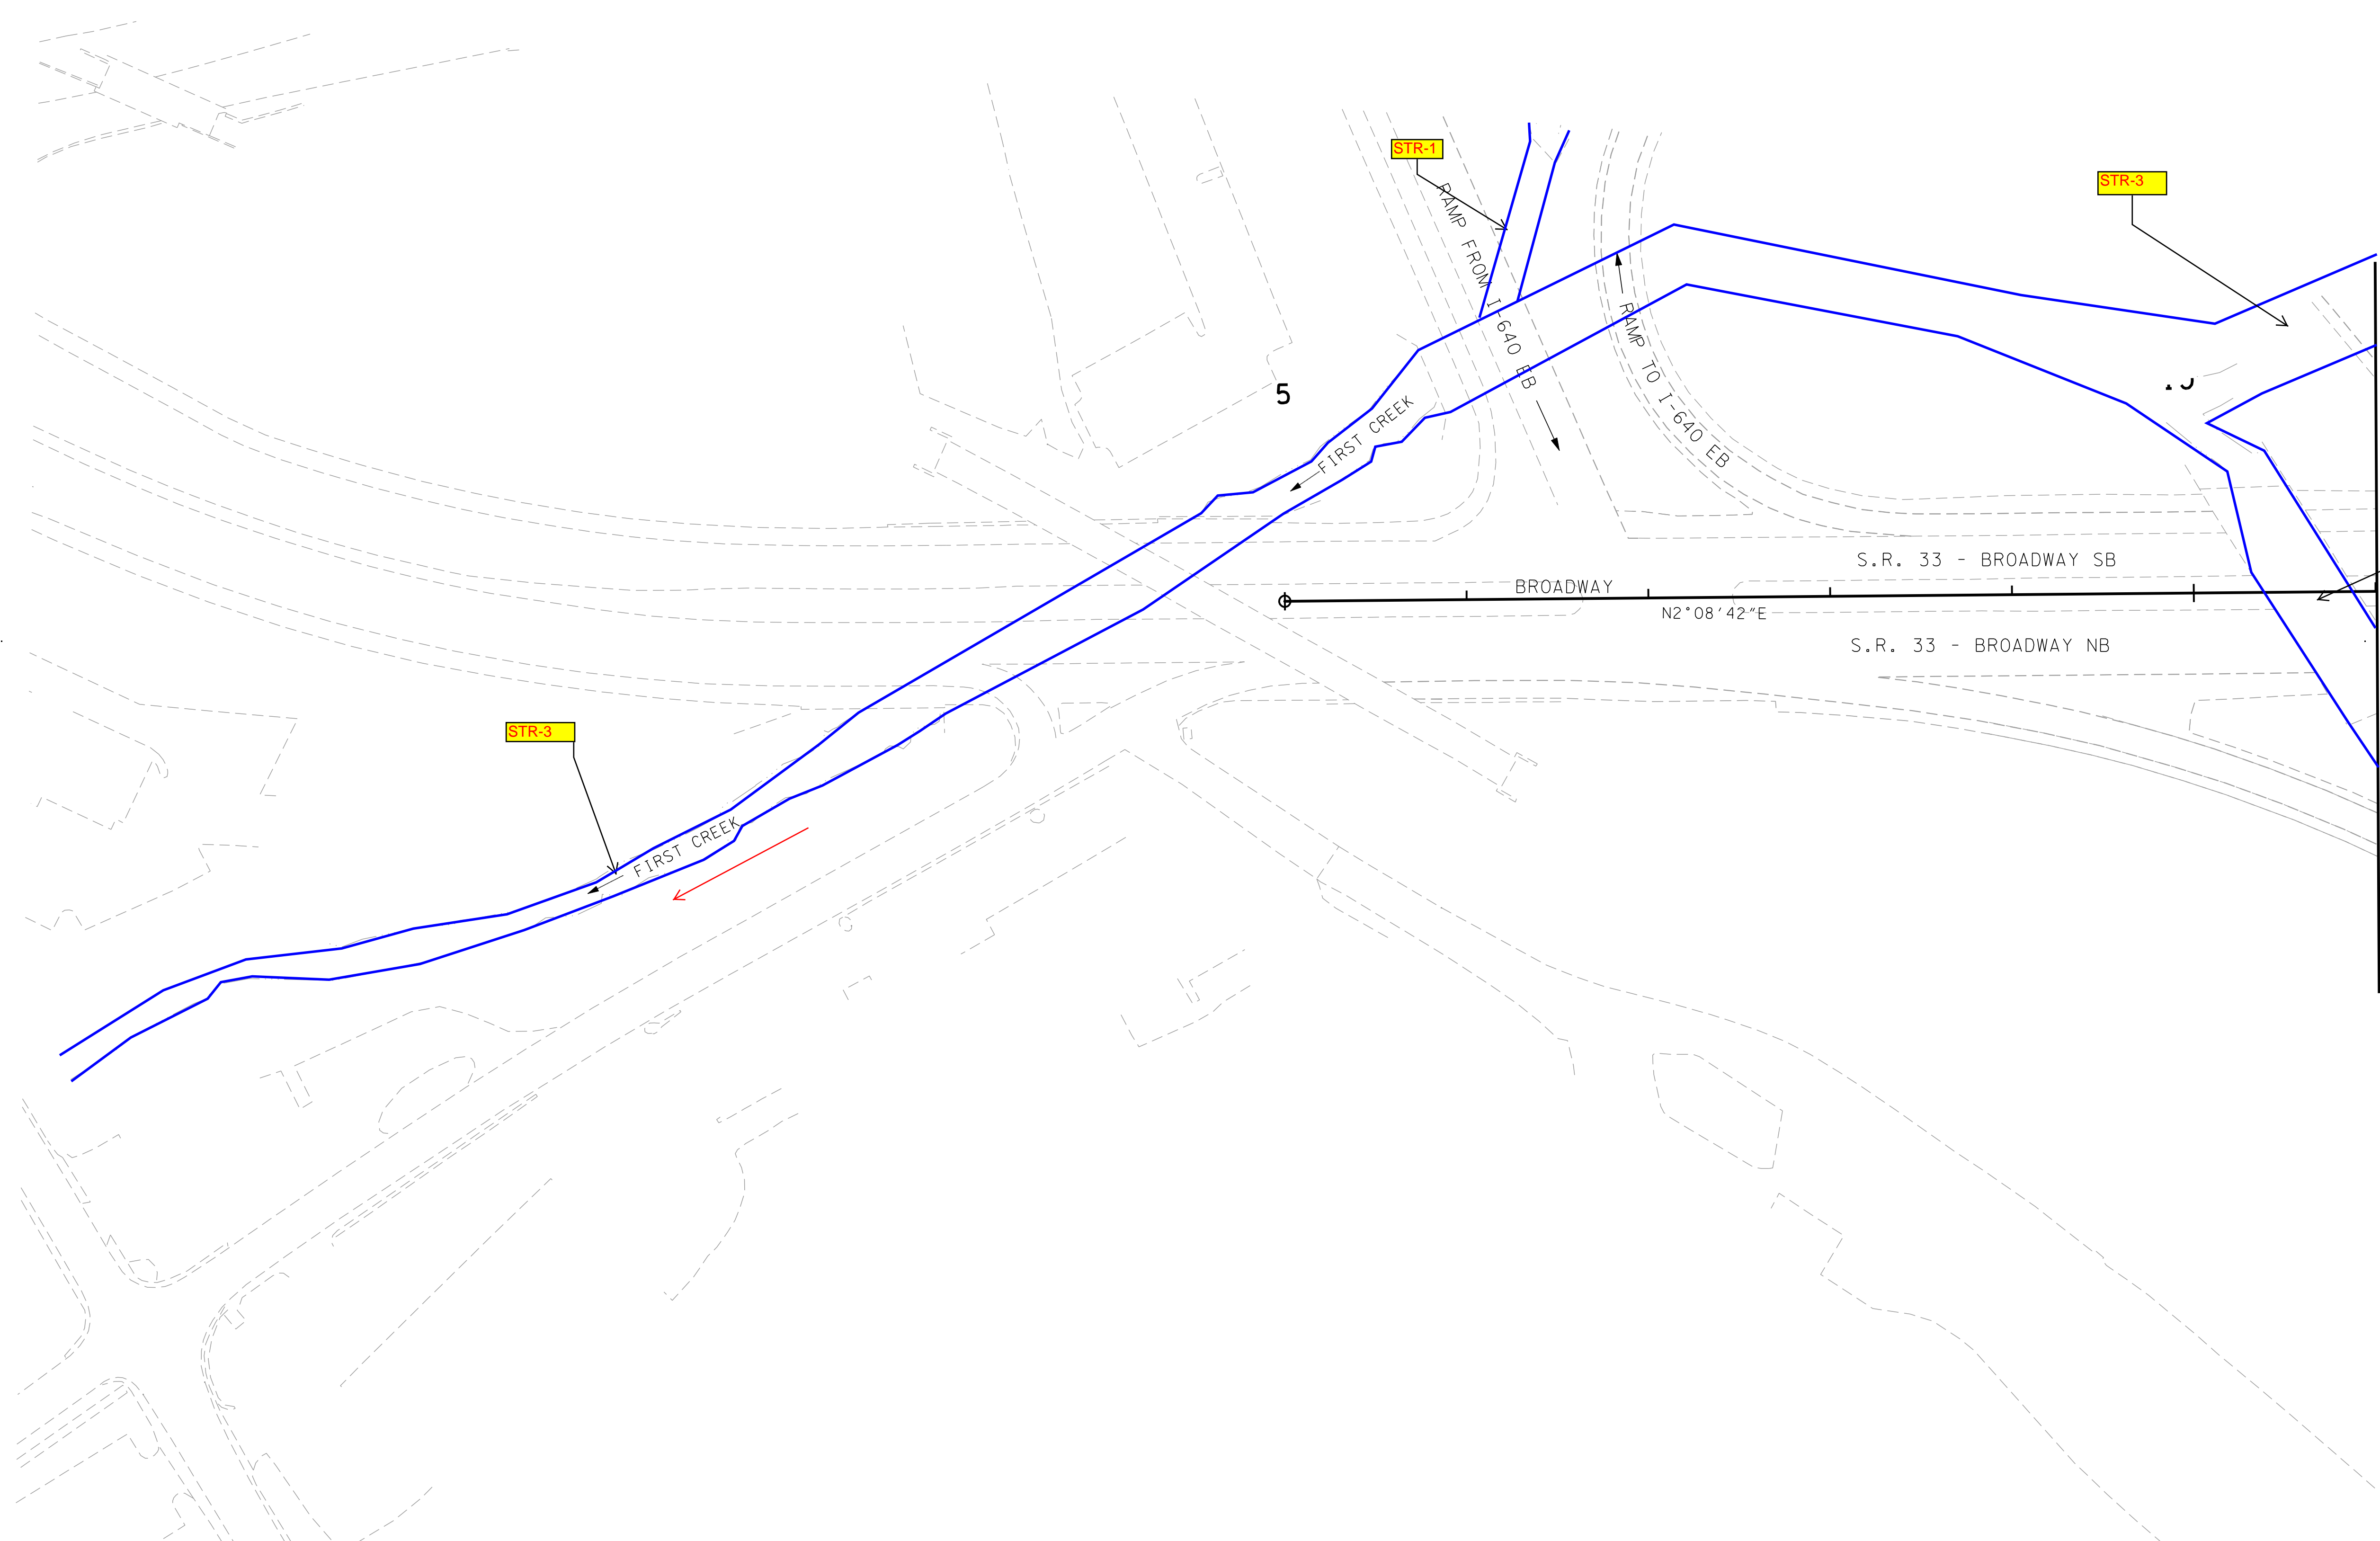 STR-1
STR-3
RAMP FROM I-640 EB
RAMP TO I-640 EB
5
FIRST CREEK
S.R. 33 - BROADWAY SB
BROADWAY
N2°08'42"E
S.R. 33 - BROADWAY NB
STR-3
FIRST CREEK